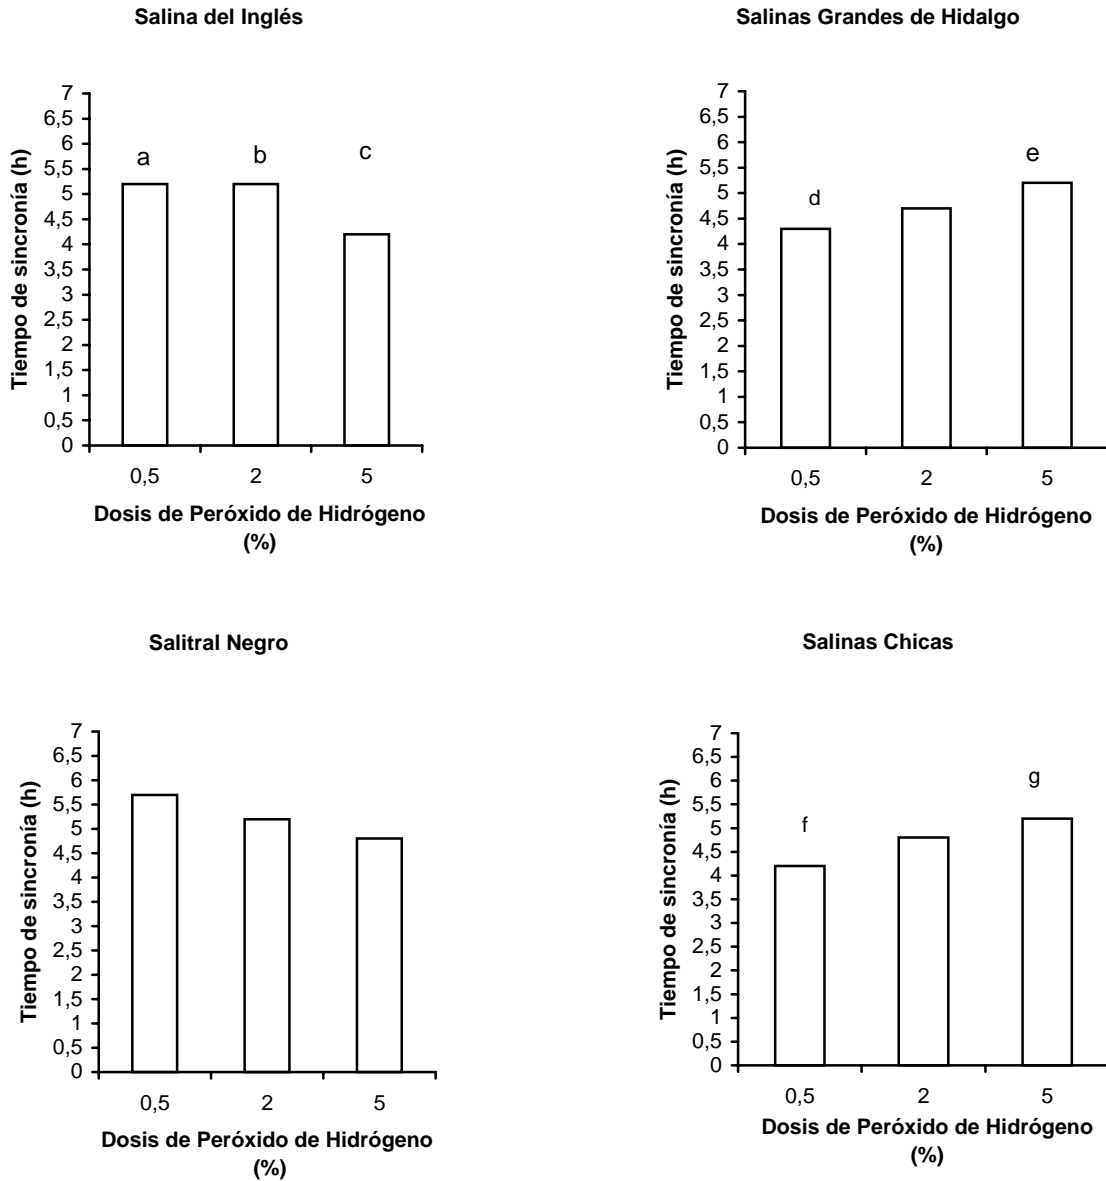 Salina del Inglés
7
6,5
6
5,5
5
4,5
4
3,5
3
2,5
2
1,5
1
0,5
0
Tiempo de sincronía (h)
a
b
c
0,5 2 5
Dosis de Peróxido de Hidrógeno
(%)
Salinas Grandes de Hidalgo
7
6,5
6
5,5
5
4,5
4
3,5
3
2,5
2
1,5
1
0,5
0
Tiempo de sincronía (h)
d
e
0,5 2 5
Dosis de Peróxido de Hidrógeno
(%)
Salitral Negro
7
6,5
6
5,5
5
4,5
4
3,5
3
2,5
2
1,5
1
0,5
0
Tiempo de sincronía (h)
0,5 2 5
Dosis de Peróxido de Hidrógeno
(%)
Salinas Chicas
7
6,5
6
5,5
5
4,5
4
3,5
3
2,5
2
1,5
1
0,5
0
Tiempo de sincronía (h)
f
g
0,5 2 5
Dosis de Peróxido de Hidrógeno
(%)